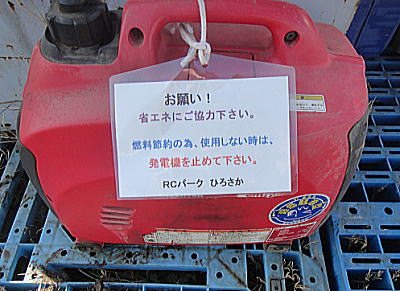 お願い!
省エネにご協力下さい。
燃料節約の為、使用しない時は、
発電機を止めて下さい。
RCパーク ひろさか